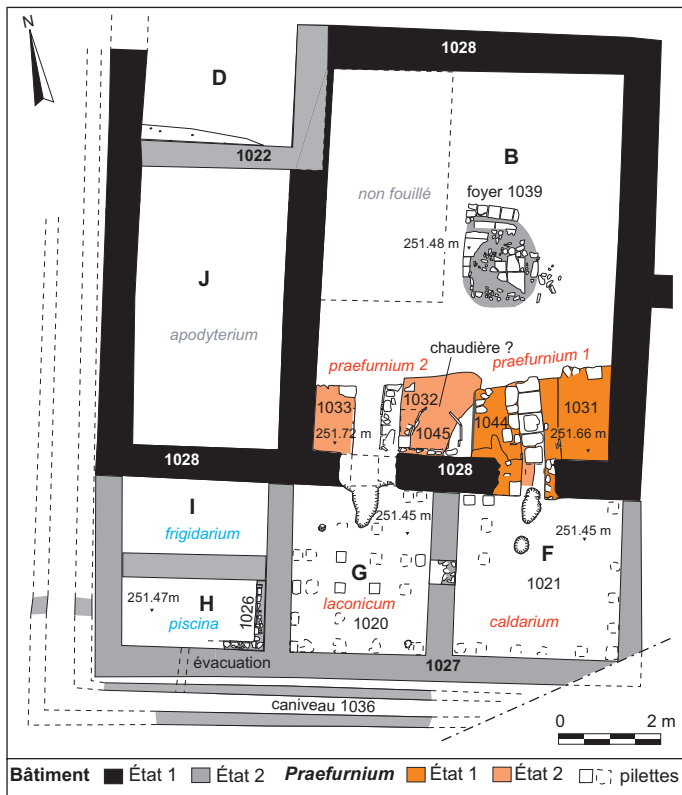 N
1028
D
B
1022
non fouillé
foyer 1039
251.48 m
J
apodyterium
chaudière ?
praefurnium 2
praefurnium 1
1033
1032
1044
1031
251.72 m
1045
251.66 m
1028
1028
I
frigidarium
251.45 m
251.45 m
G
F
1021
251.47m
H
1026
laconicum
piscina
1020
caldarium
évacuation
1027
caniveau 1036
0 2 m
Bâtiment État 1 État 2 Praefurnium État 1 État 2 pilettes